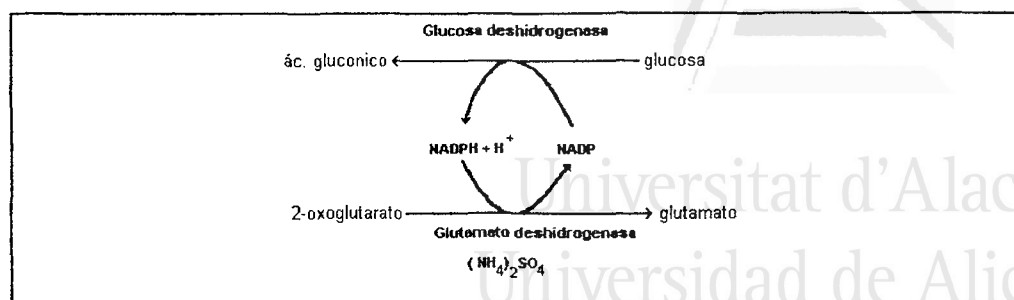 Glucosa deshidrogenasa
ác. gluconico glucosa
NADPH + H+ NADP
Universitat d'Alac
2-oxoglutarato glutamato
Glutamato deshidrogenasa
(NH4)2SO4
Universidad de Alic